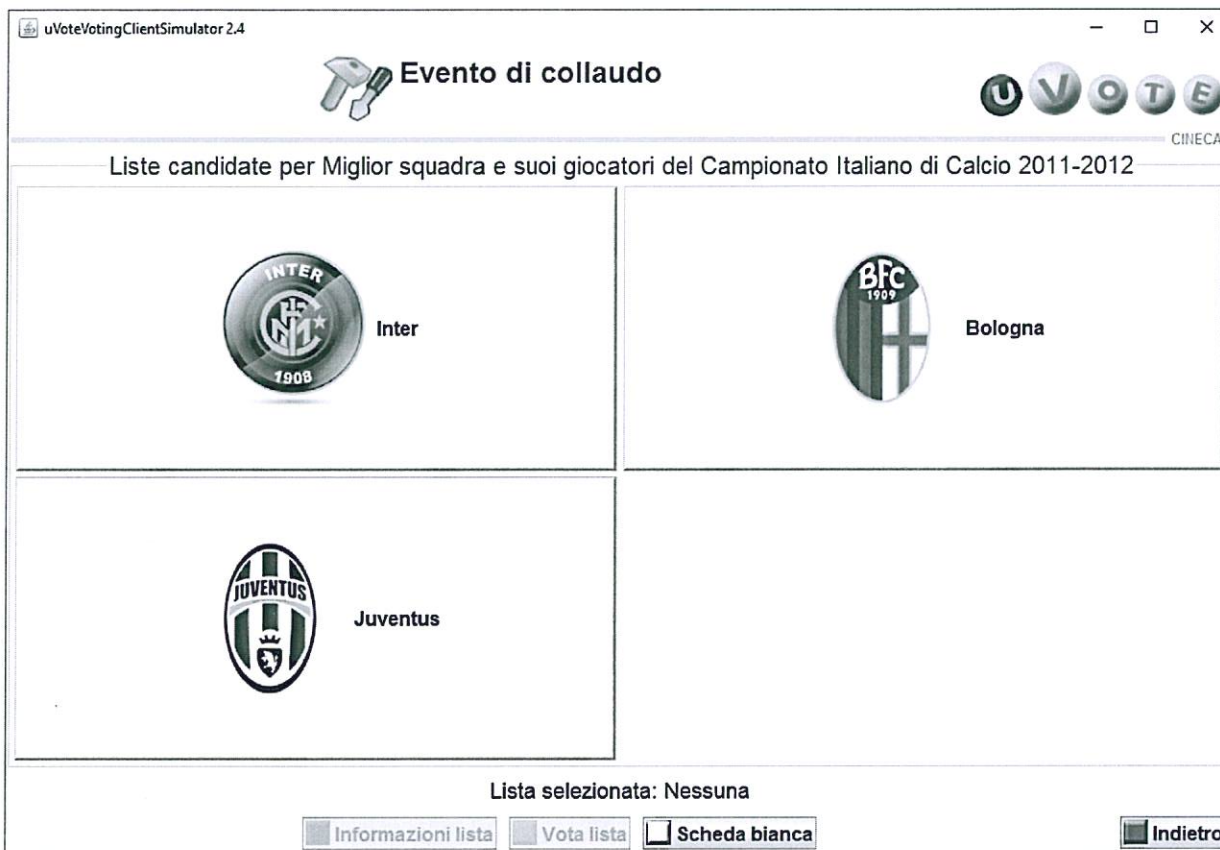 uVoteVotingClientSimulator 2.4
Evento di collaudo
U VOTE
CINECA
Liste candidate per Miglior squadra e suoi giocatori del Campionato Italiano di Calcio 2011-2012
INTER
1908
Inter
BFC
1909
Bologna
JUVENTUS
Juventus
Lista selezionata: Nessuna
Informazioni lista
Vota lista
Scheda bianca
Indietro